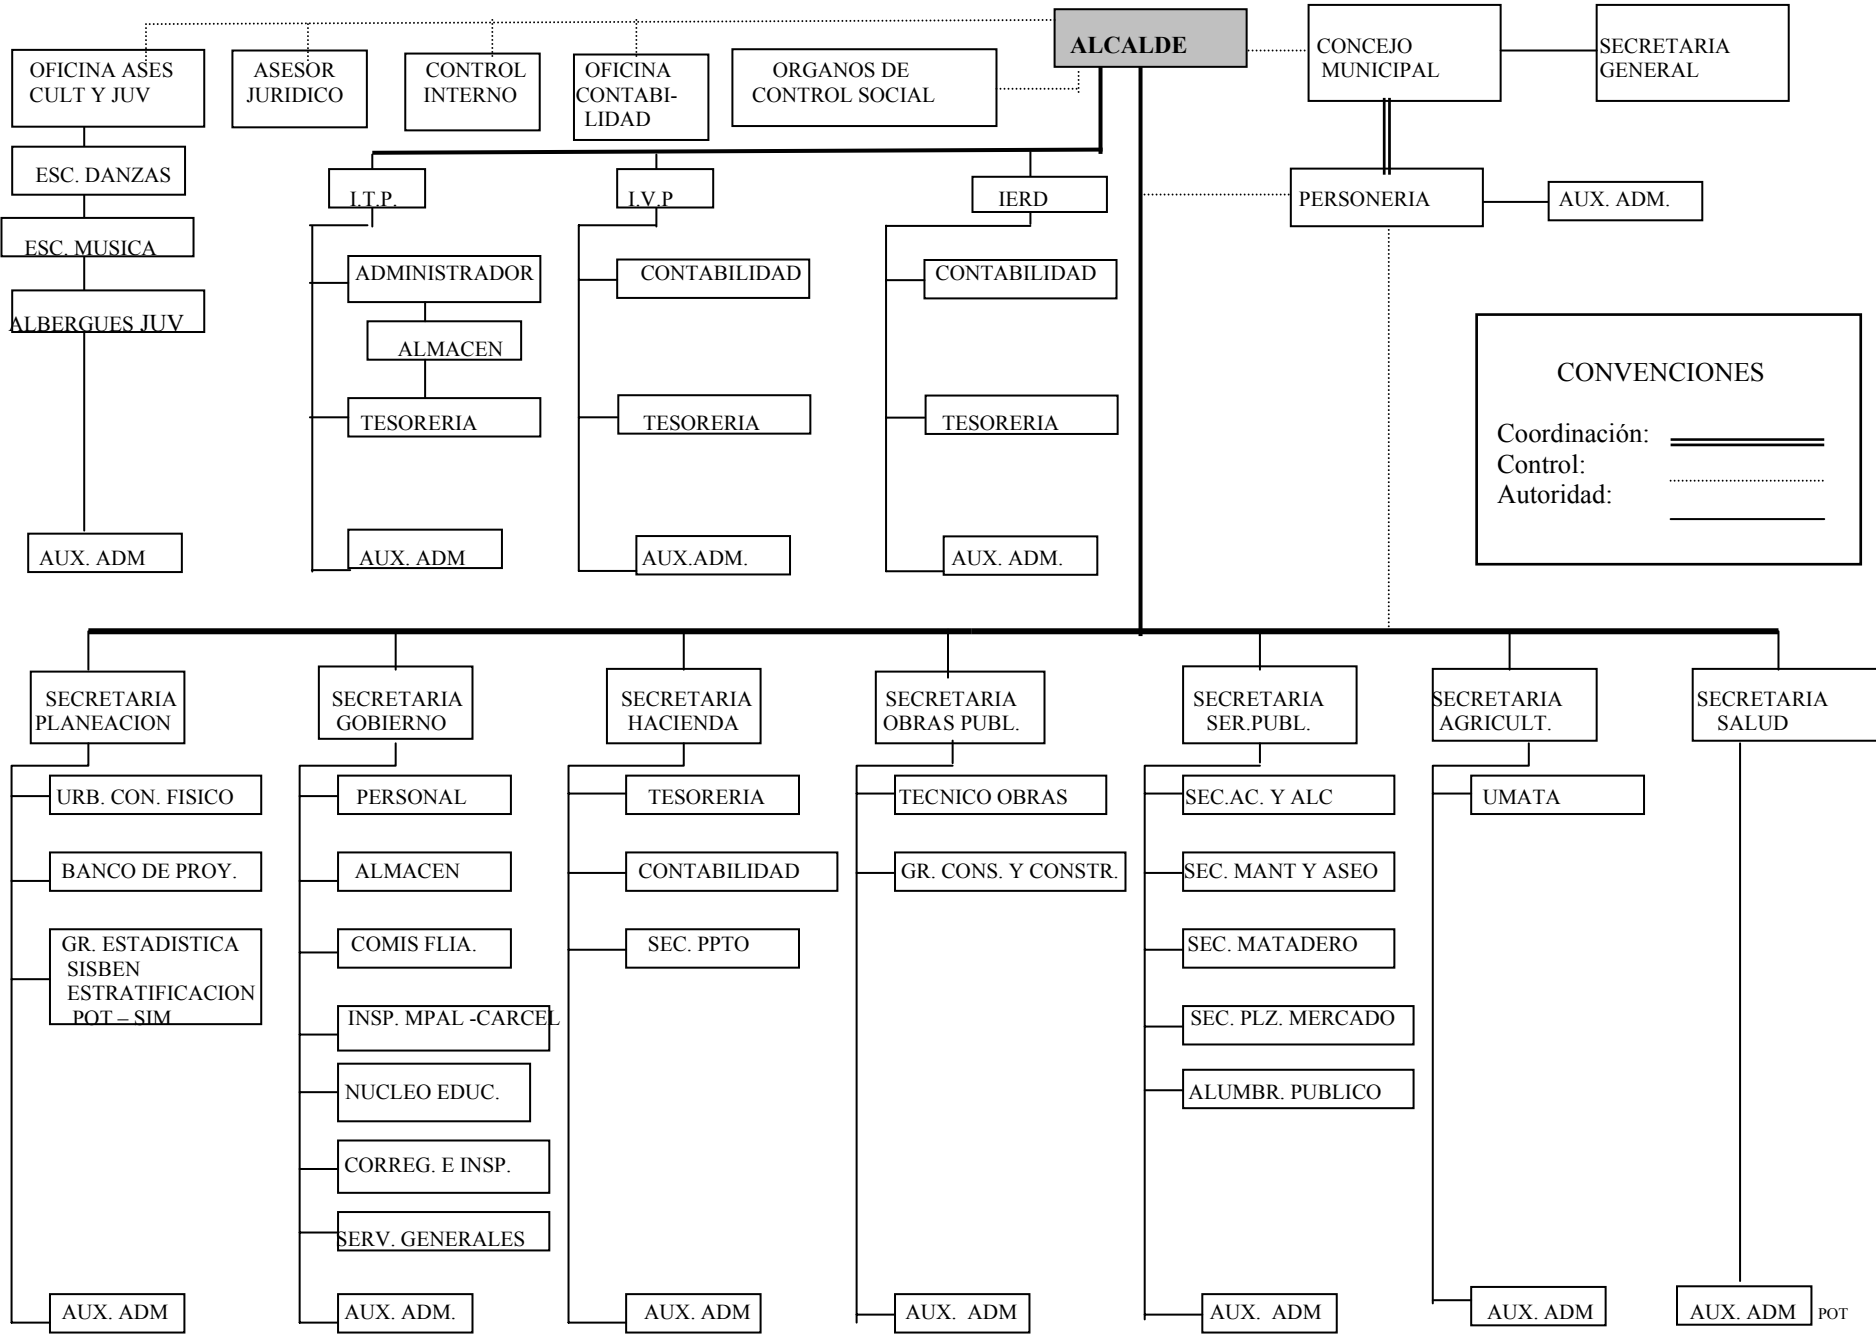 ALCALDE
CONCEJO
MUNICIPAL
SECRETARIA
GENERAL
OFICINA ASES
CULT Y JUV
ASESOR
JURIDICO
CONTROL
INTERNO
OFICINA
CONTABI-
LIDAD
ORGANOS DE
CONTROL SOCIAL
ESC. DANZAS
ESC. MUSICA
ALBERGUES JUV
AUX. ADM
I.T.P.
ADMINISTRADOR
ALMACEN
TESORERIA
AUX. ADM
I.V.P
CONTABILIDAD
TESORERIA
AUX.ADM.
IERD
CONTABILIDAD
TESORERIA
AUX. ADM.
PERSONERIA
AUX. ADM.
CONVENCIONES
Coordinación:
Control:
Autoridad:
SECRETARIA
PLANEACION
URB. CON. FISICO
BANCO DE PROY.
GR. ESTADISTICA
SISBEN
ESTRATIFICACION
POT – SIM
AUX. ADM
SECRETARIA
GOBIERNO
PERSONAL
ALMACEN
COMIS FLIA.
INSP. MPAL -CARCEL
NUCLEO EDUC.
CORREG. E INSP.
SERV. GENERALES
AUX. ADM.
SECRETARIA
HACIENDA
TESORERIA
CONTABILIDAD
SEC. PPTO
AUX. ADM
SECRETARIA
OBRAS PUBL.
TECNICO OBRAS
GR. CONS. Y CONSTR.
AUX. ADM
SECRETARIA
SER.PUBL.
SEC.AC. Y ALC
SEC. MANT Y ASEO
SEC. MATADERO
SEC. PLZ. MERCADO
ALUMBR. PUBLICO
AUX. ADM
SECRETARIA
AGRICULT.
UMATA
AUX. ADM
SECRETARIA
SALUD
AUX. ADM
POT